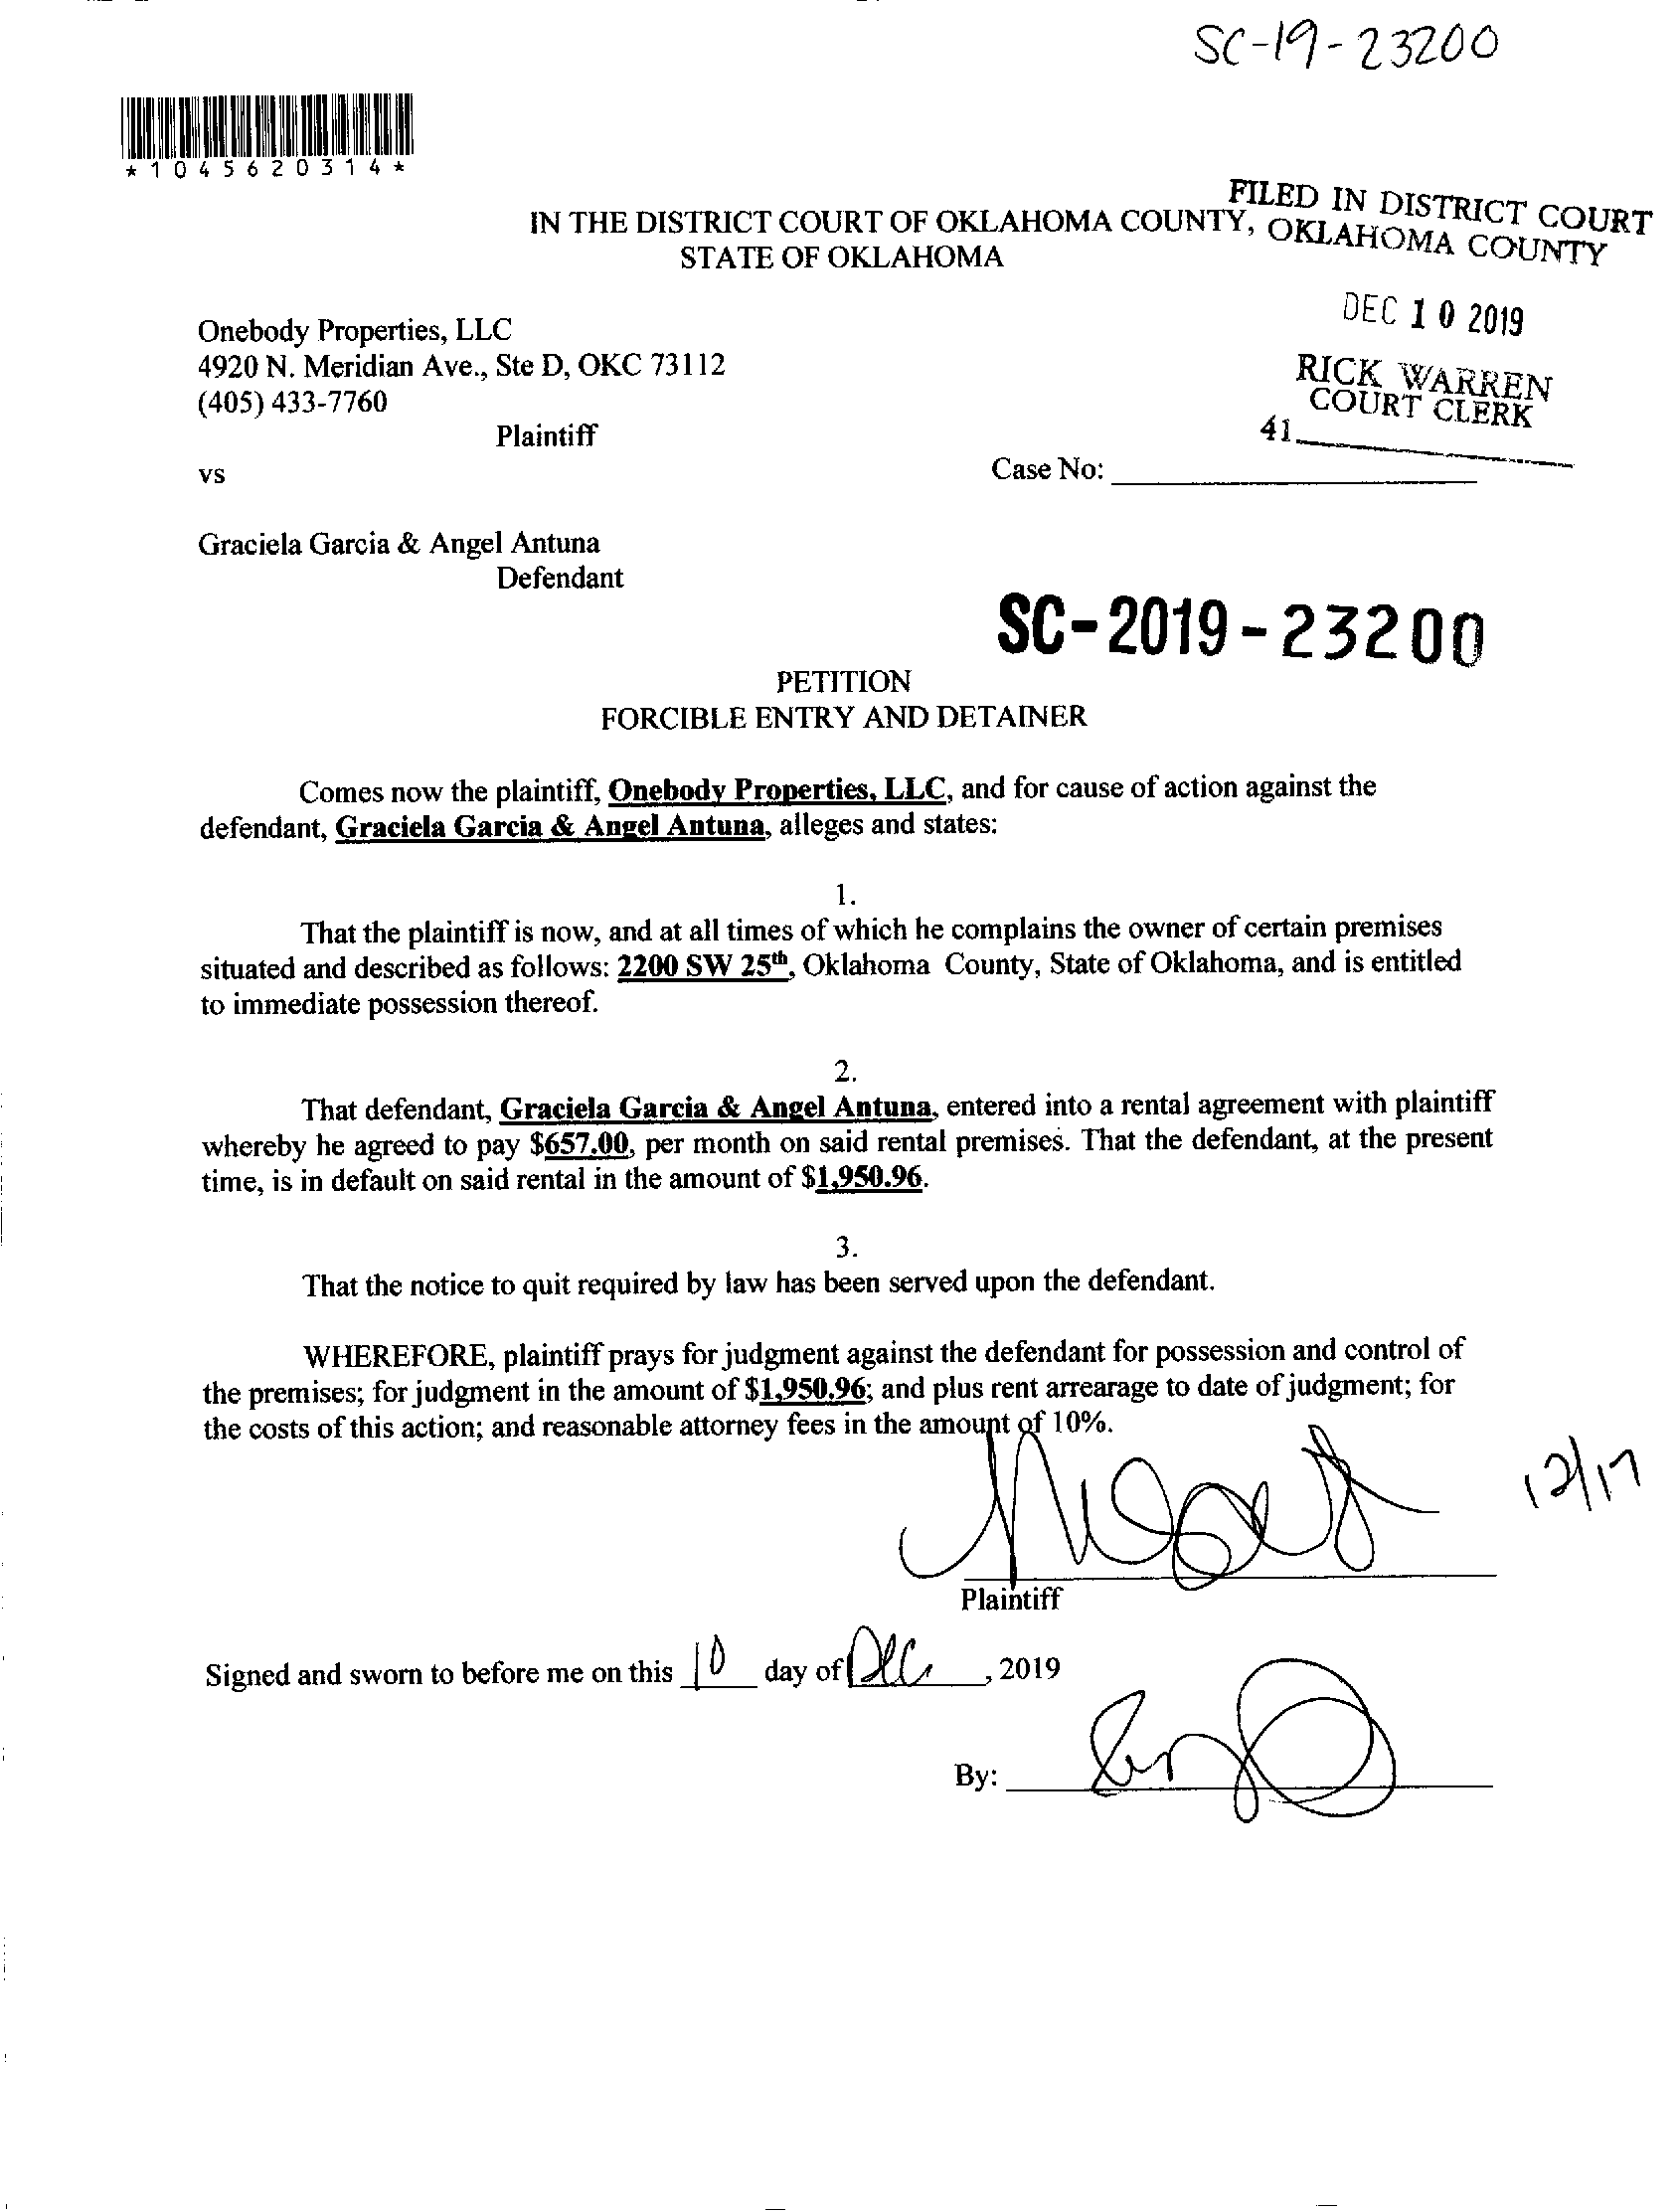 SC-19-23200
*1045620314*
FILED IN DISTRICT COURT
OKLAHOMA COUNTY
IN THE DISTRICT COURT OF OKLAHOMA COUNTY,
STATE OF OKLAHOMA
DEC 10 2019
RICK WARREN
COURT CLERK
41
Onebody Properties, LLC
4920 N. Meridian Ave., Ste D, OKC 73112
(405) 433-7760
Plaintiff
vs
Case No:
Graciela Garcia & Angel Antuna
Defendant
SC-2019-23200
PETITION
FORCIBLE ENTRY AND DETAINER
Comes now the plaintiff, Onebody Properties, LLC, and for cause of action against the
defendant, Graciela Garcia & Angel Antuna, alleges and states:
1.
That the plaintiff is now, and at all times of which he complains the owner of certain premises
situated and described as follows: 2200 SW 25th, Oklahoma County, State of Oklahoma, and is entitled
to immediate possession thereof.
2.
That defendant, Graciela Garcia & Angel Antuna, entered into a rental agreement with plaintiff
whereby he agreed to pay $657.00, per month on said rental premises. That the defendant, at the present
time, is in default on said rental in the amount of $1,950.96.
3.
That the notice to quit required by law has been served upon the defendant.
WHEREFORE, plaintiff prays for judgment against the defendant for possession and control of
the premises; for judgment in the amount of $1,950.96; and plus rent arrearage to date of judgment; for
the costs of this action; and reasonable attorney fees in the amount of 10%.
12/17
Plaintiff
Signed and sworn to before me on this 10 day of Dec, 2019
By: